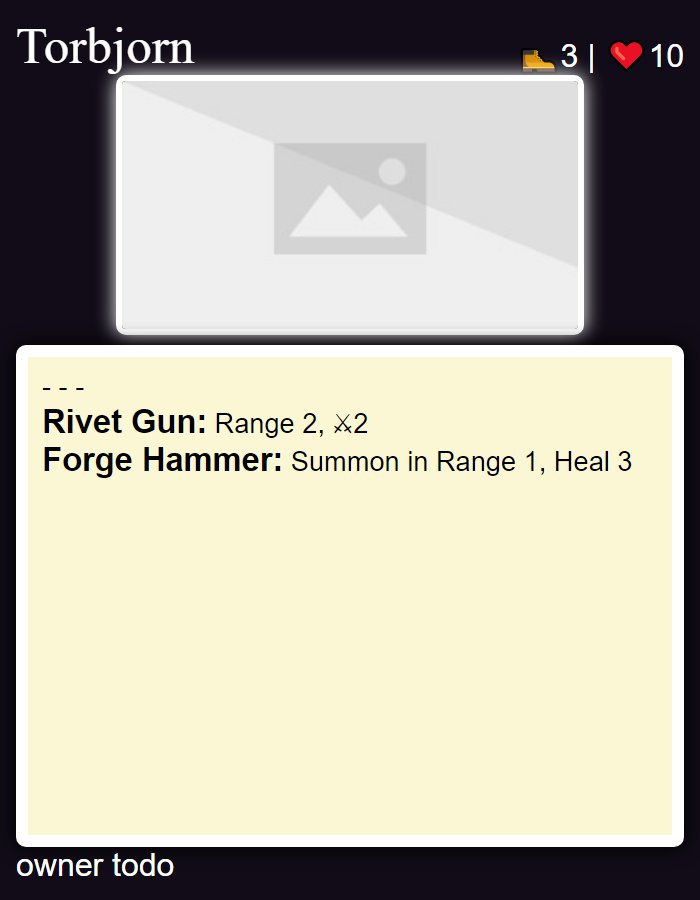 Torbjorn
🥾3 | ❤️10
- - -
Rivet Gun: Range 2, ⚔2
Forge Hammer: Summon in Range 1, Heal 3
owner todo